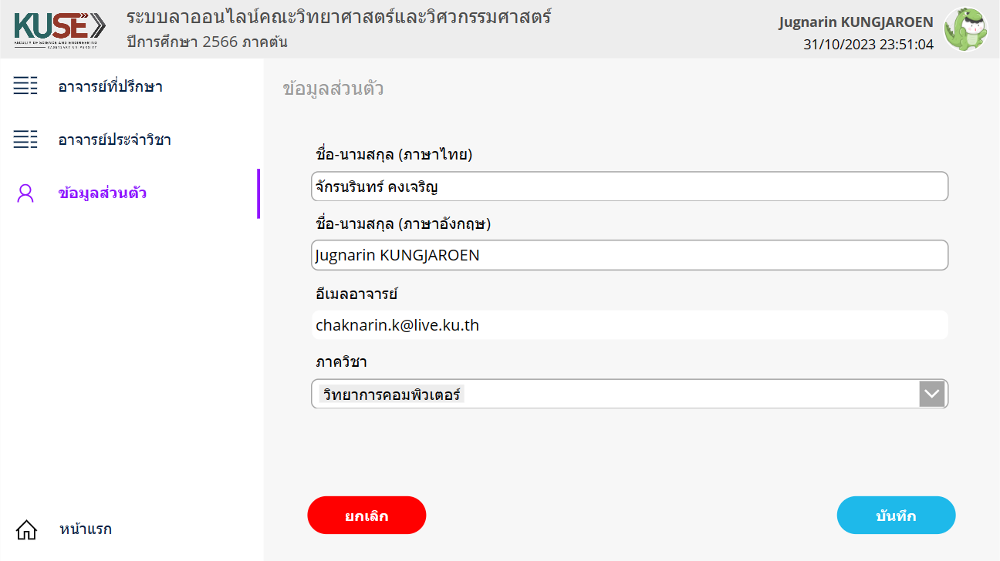 KUSE
FACULTY OF SCIENCE AND ENGINEERING
KASETSART UNIVERSITY
ระบบลาออนไลน์คณะวิทยาศาสตร์และวิศวกรรมศาสตร์
ปีการศึกษา 2566 ภาคต้น
Jugnarin KUNGJAROEN
31/10/2023 23:51:04
อาจารย์ที่ปรึกษา
อาจารย์ประจำวิชา
ข้อมูลส่วนตัว
หน้าแรก
ข้อมูลส่วนตัว
ชื่อ-นามสกุล (ภาษาไทย)
จักรนรินทร์ คงเจริญ
ชื่อ-นามสกุล (ภาษาอังกฤษ)
Jugnarin KUNGJAROEN
อีเมลอาจารย์
chaknarin.k@live.ku.th
ภาควิชา
วิทยาการคอมพิวเตอร์
ยกเลิก
บันทึก